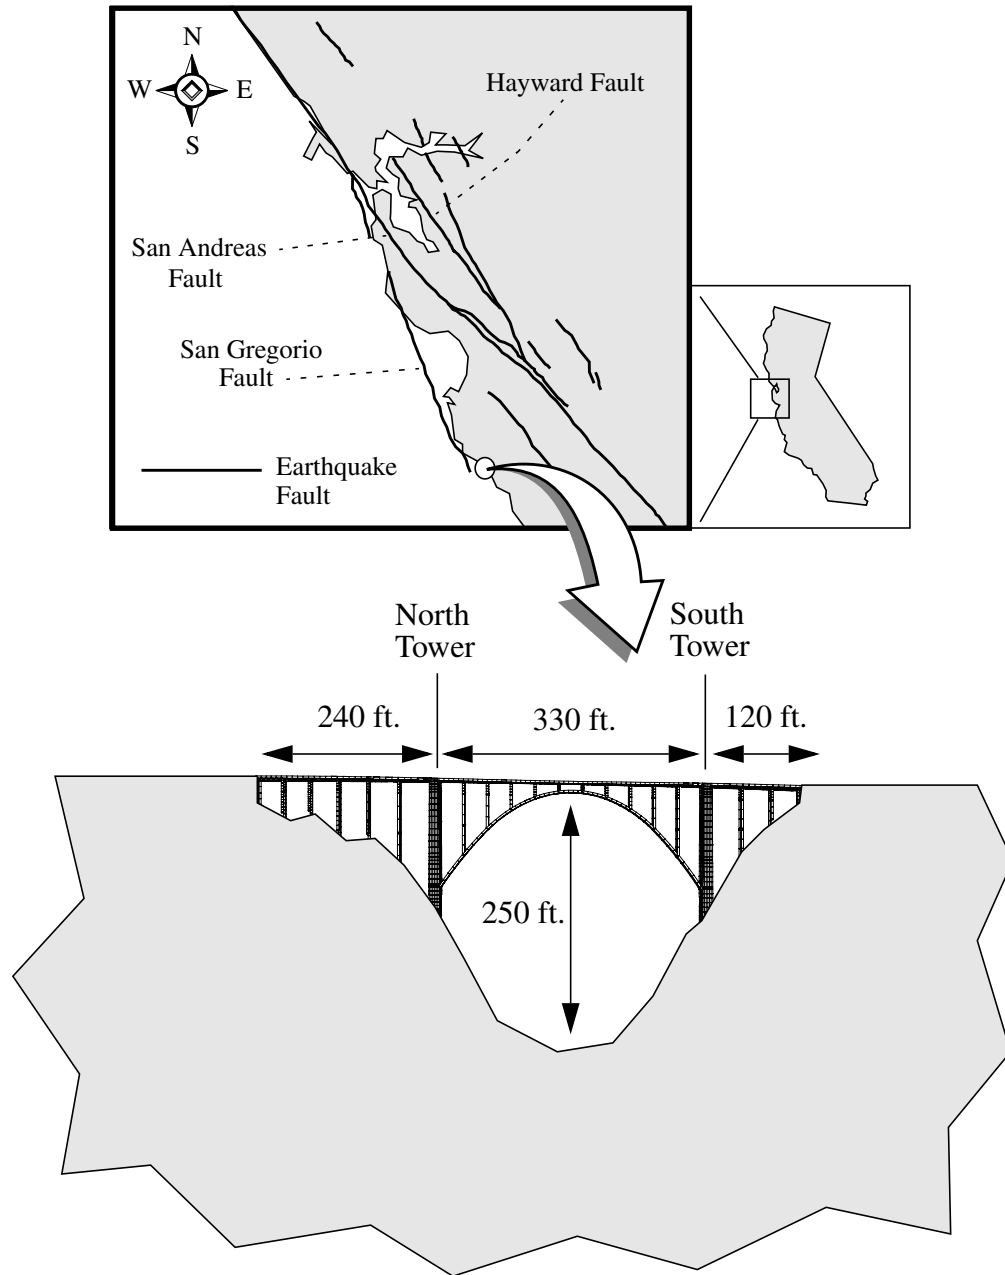 N
W
E
S
Hayward Fault
San Andreas
Fault
San Gregorio
Fault
Earthquake
Fault
North
Tower
South
Tower
240 ft.
330 ft.
120 ft.
250 ft.